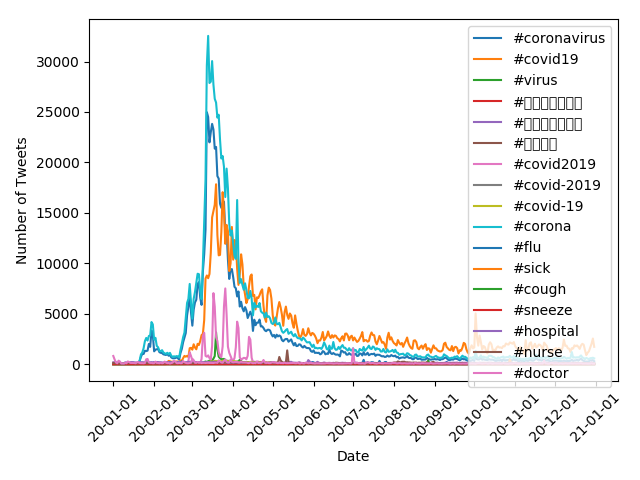 Number of Tweets
30000
25000
20000
15000
10000
5000
0
#coronavirus
#covid19
#virus
#covid2019
#covid-2019
#covid-19
#corona
#flu
#sick
#cough
#sneeze
#hospital
#nurse
#doctor
20-01-01
20-02-01
20-03-01
20-04-01
20-05-01
20-06-01
20-07-01
20-08-01
20-09-01
20-10-01
20-11-01
20-12-01
21-01-01
Date